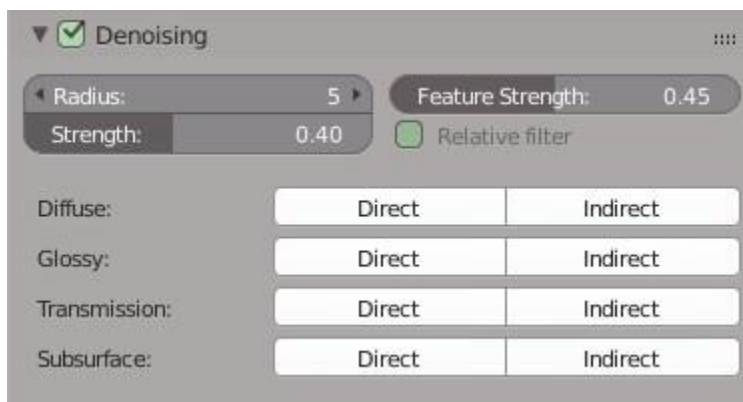 Denoising
Radius: 5 Feature Strength: 0.45
Strength: 0.40 Relative filter
Diffuse: Direct Indirect
Glossy: Direct Indirect
Transmission: Direct Indirect
Subsurface: Direct Indirect